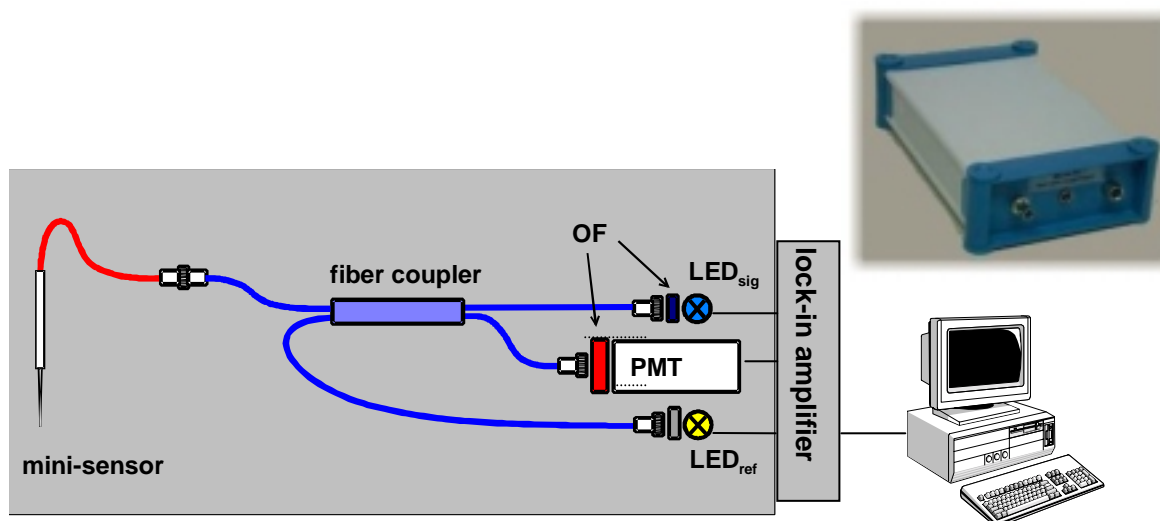 OF
fiber coupler
LEDsig
PMT
lock-in amplifier
LEDref
mini-sensor